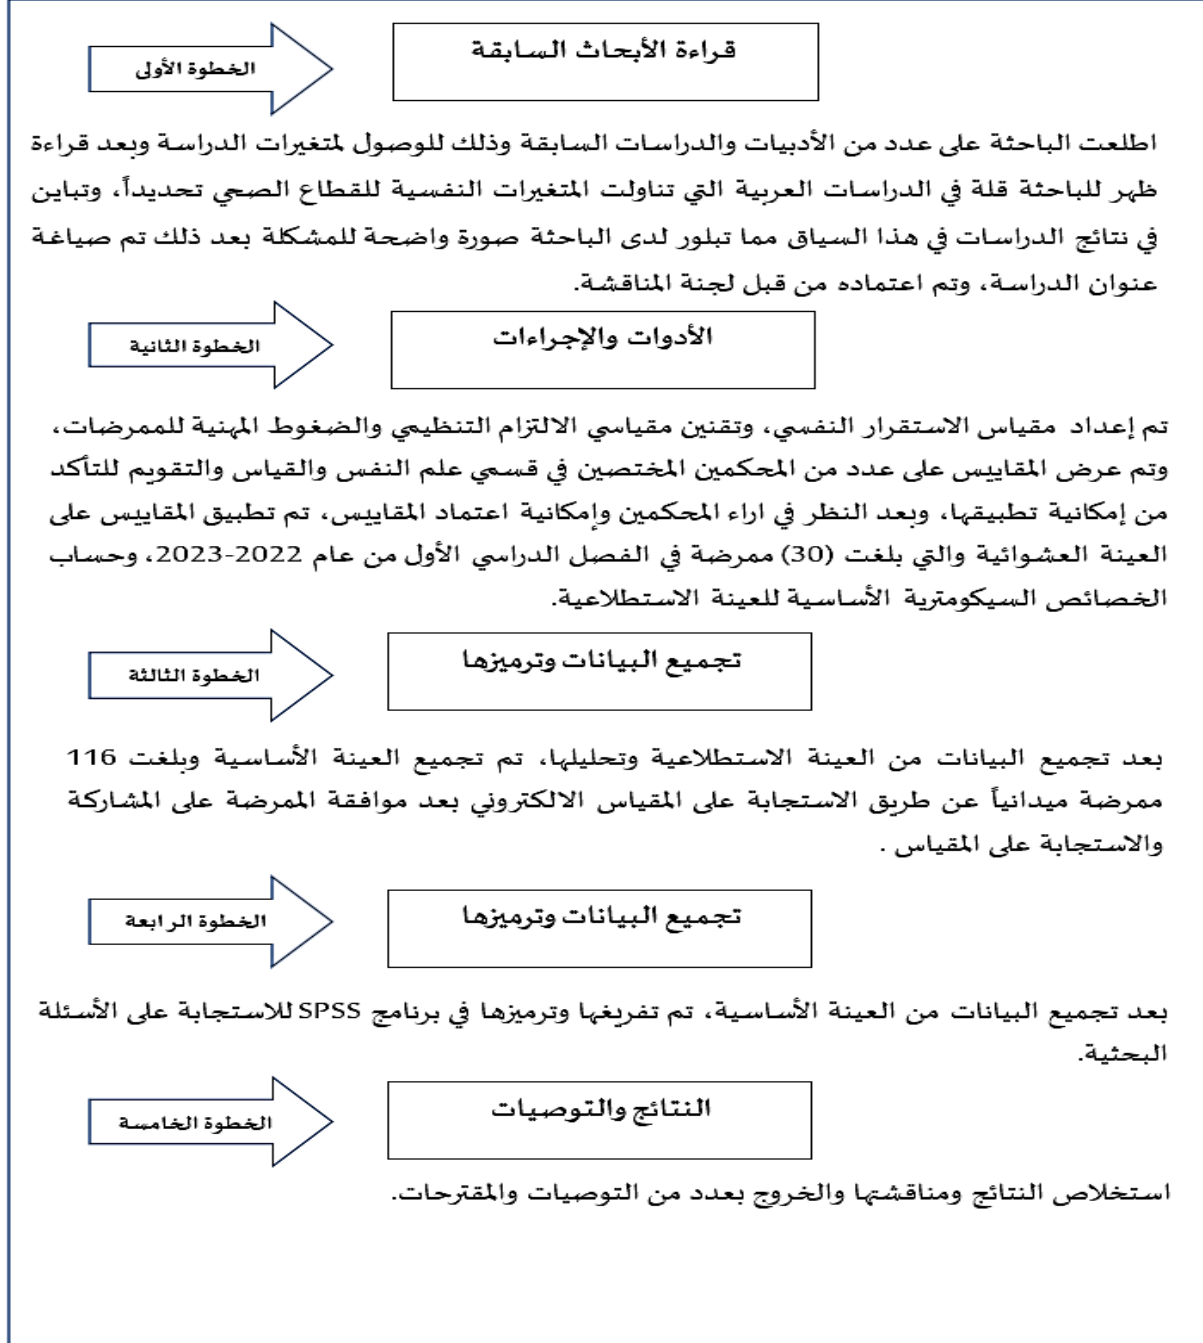 قراءة الأبحاث السابقة
الخطوة الأولى
اطلعت الباحثة على عدد من الأدبيات والدراسات السابقة وذلك للوصول لمتغيرات الدراسة وبعد قراءة
ظهر للباحثة قلة في الدراسات العربية التي تناولت المتغيرات النفسية للقطاع الصحي تحديداً، وتباين
في نتائج الدراسات في هذا السياق مما تبلور لدى الباحثة صورة واضحة للمشكلة بعد ذلك تم صياغة
عنوان الدراسة، وتم اعتماده من قبل لجنة المناقشة.
الأدوات والإجراءات
الخطوة الثانية
تم إعداد مقياس الاستقرار النفسي، وتقنين مقياسي الالتزام التنظيمي والضغوط المهنية للممرضات،
وتم عرض المقاييس على عدد من المحكمين المختصين في قسمي علم النفس والقياس والتقويم للتأكد
من إمكانية تطبيقها، وبعد النظر في اراء المحكمين وإمكانية اعتماد المقاييس، تم تطبيق المقاييس على
العينة العشوائية والتي بلغت (30) ممرضة في الفصل الدراسي الأول من عام 2022-2023، وحساب
الخصائص السيكومترية الأساسية للعينة الاستطلاعية.
تجميع البيانات وترميزها
الخطوة الثالثة
بعد تجميع البيانات من العينة الاستطلاعية وتحليلها، تم تجميع العينة الأساسية وبلغت 116
ممرضة ميدانياً عن طريق الاستجابة على المقياس الالكتروني بعد موافقة الممرضة على المشاركة
والاستجابة على المقياس .
تجميع البيانات وترميزها
الخطوة الرابعة
بعد تجميع البيانات من العينة الأساسية، تم تفريغها وترميزها في برنامج SPSS للاستجابة على الأسئلة
البحثية.
النتائج والتوصيات
الخطوة الخامسة
استخلاص النتائج ومناقشتها والخروج بعدد من التوصيات والمقترحات.